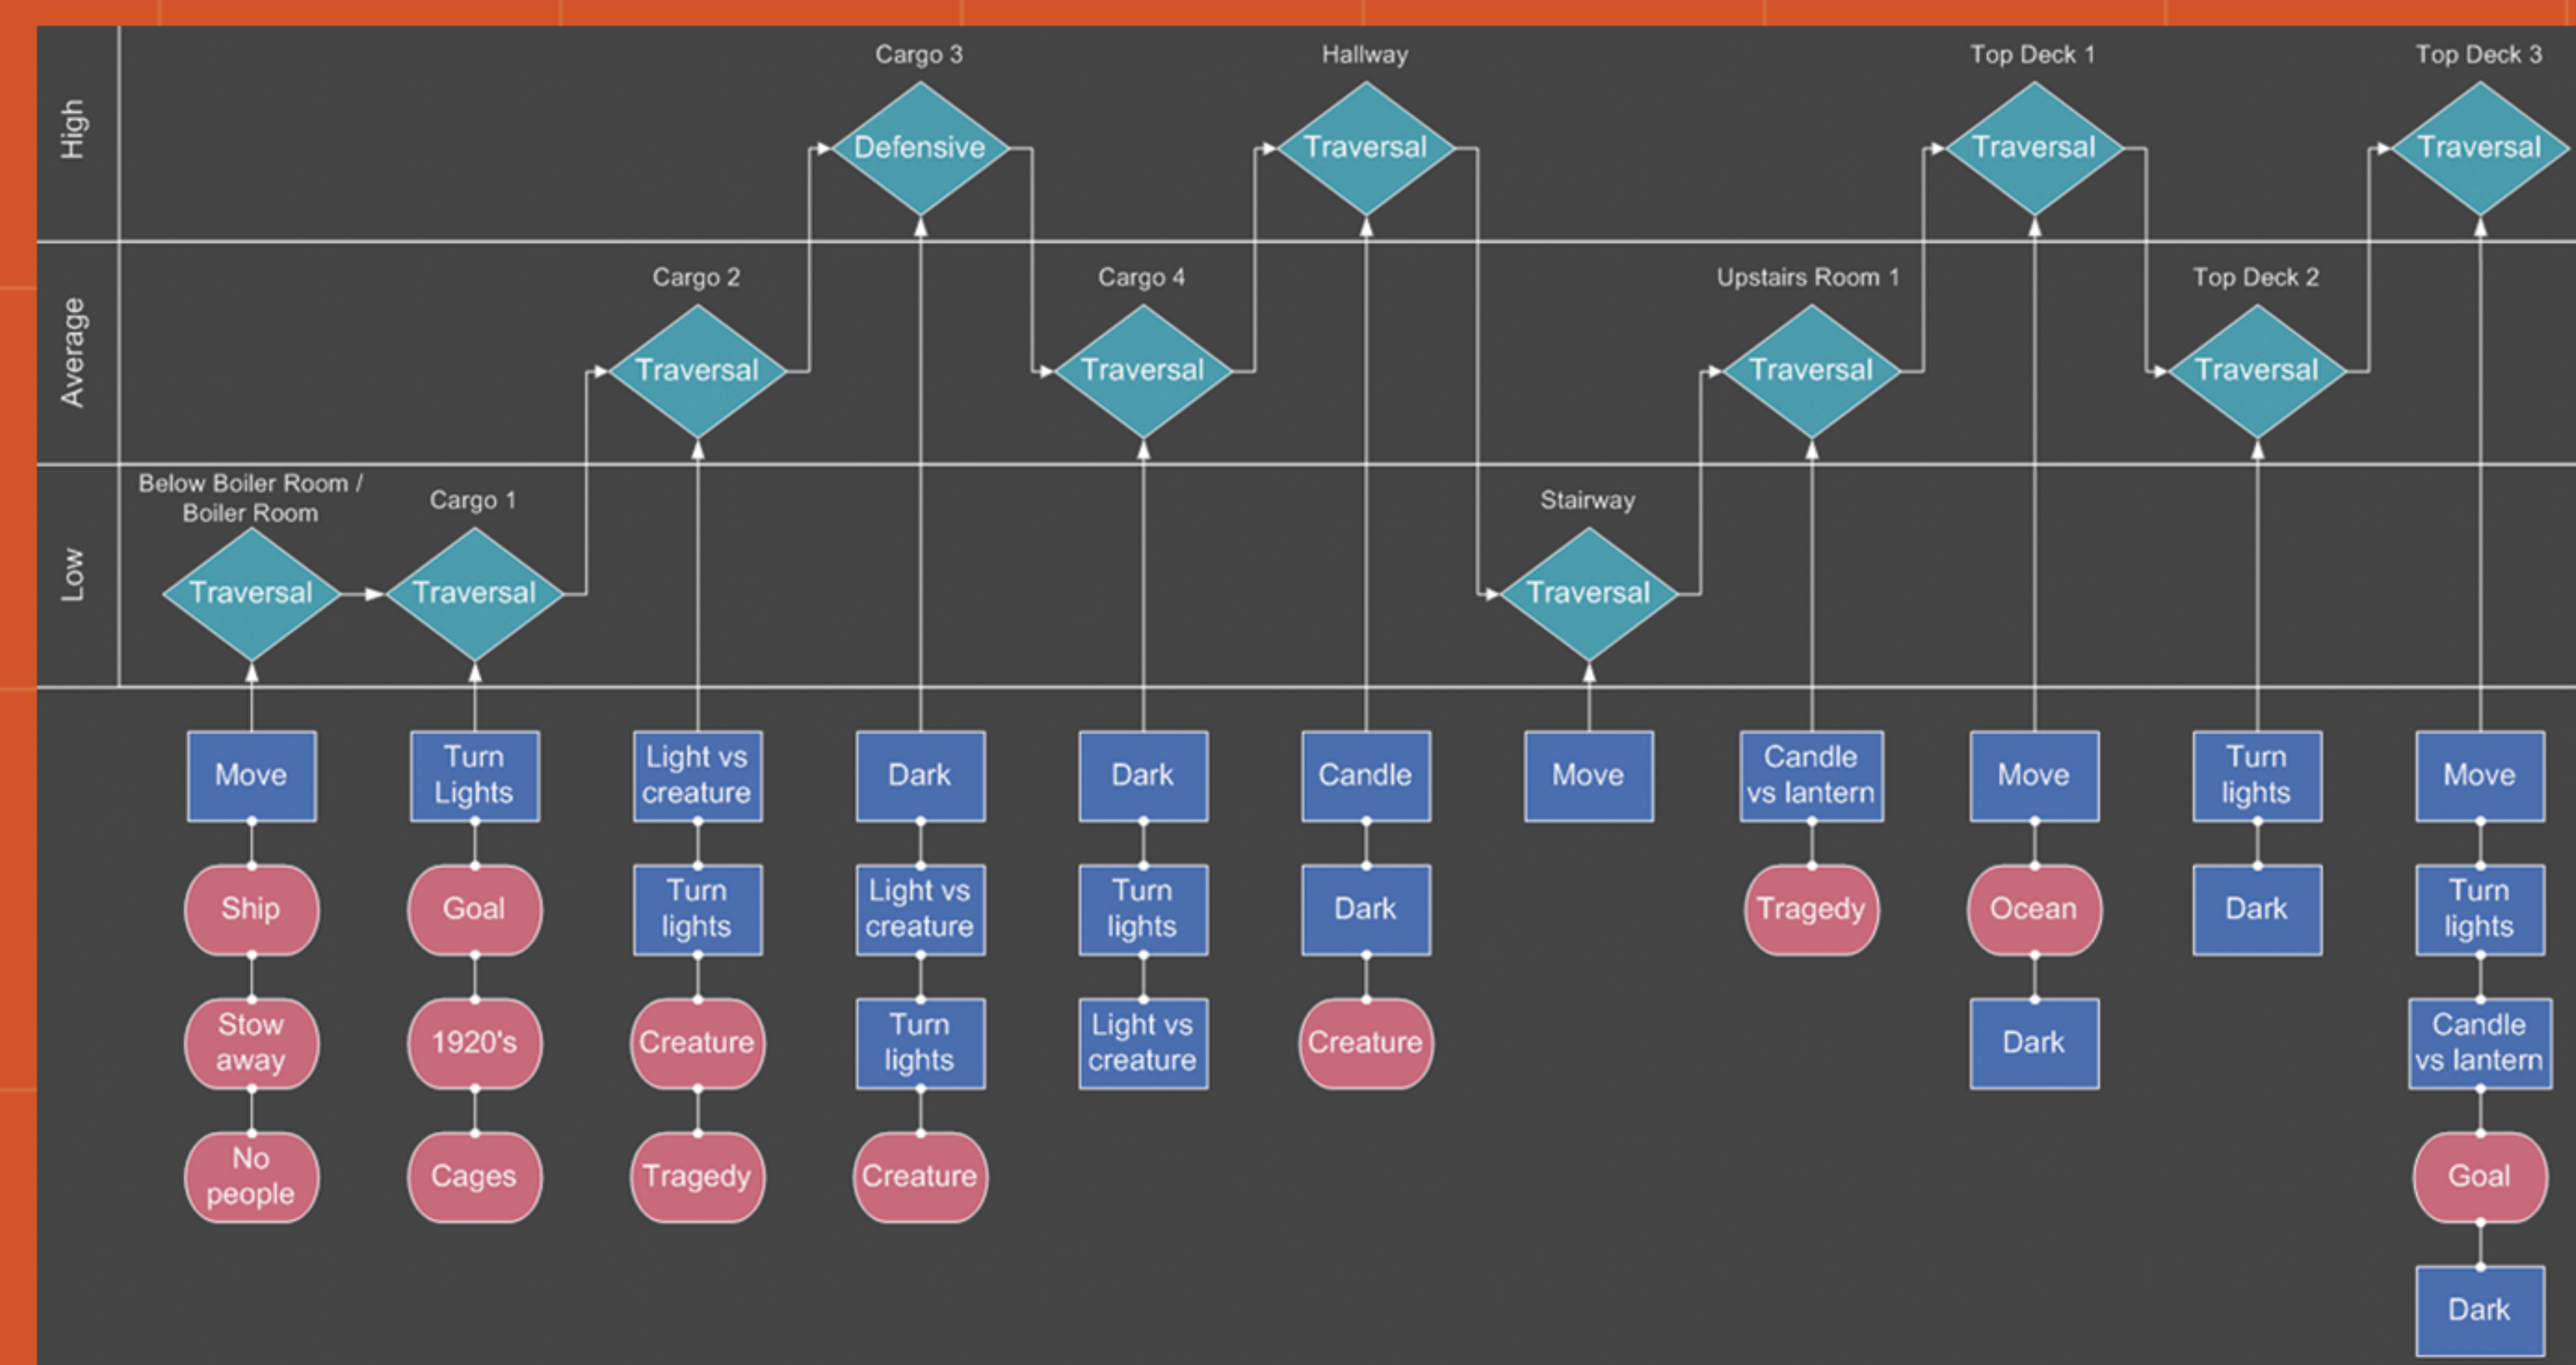 High
Average
Low
Cargo 3
Defensive
Hallway
Traversal
Top Deck 1
Traversal
Top Deck 3
Traversal
Cargo 2
Traversal
Cargo 4
Traversal
Upstairs Room 1
Traversal
Top Deck 2
Traversal
Below Boiler Room /
Boiler Room
Traversal
Cargo 1
Traversal
Stairway
Traversal
Move
Ship
Stow
away
No
people
Turn
Lights
Goal
1920's
Cages
Light vs
creature
Turn
lights
Creature
Tragedy
Dark
Light vs
creature
Turn
lights
Creature
Dark
Turn
lights
Light vs
creature
Candle
Dark
Creature
Move
Candle
vs lantern
Tragedy
Move
Ocean
Dark
Turn
lights
Dark
Move
Turn
lights
Candle
vs lantern
Goal
Dark